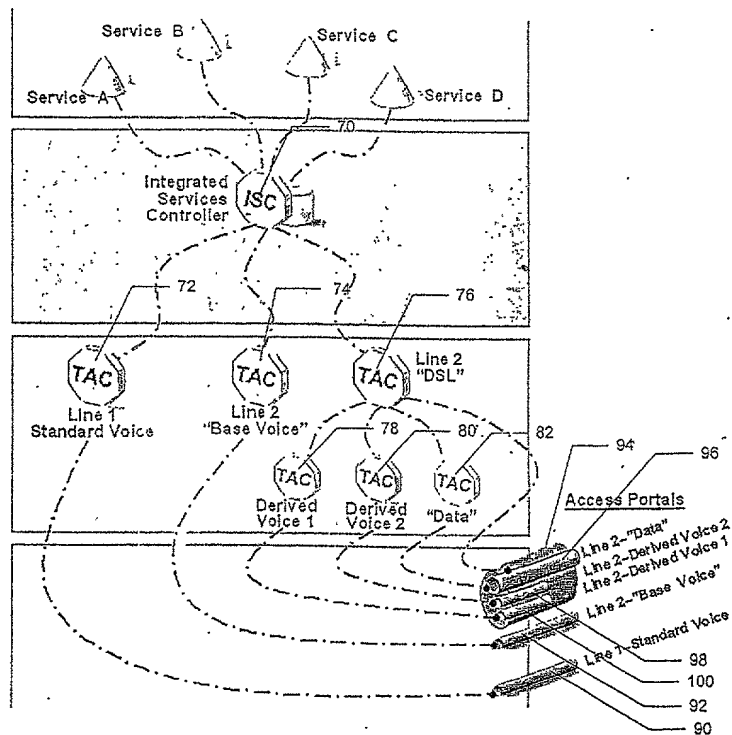 Service B
Service C
Service A
Service D
70
Integrated
Services
Controller
ISC
72
74
76
TAC
TAC
TAC
Line 2
"DSL"
Line 1
Standard Voice
Line 2
"Base Voice"
78
80
82
TAC
TAC
TAC
Derived
Voice 1
Derived
Voice 2
"Data"
94
96
Access Portals
Line 2-"Data"
Line 2-Derived Voice 2
Line 2-Derived Voice 1
Line 2-"Base Voice"
Line 1-Standard Voice
98
100
92
90